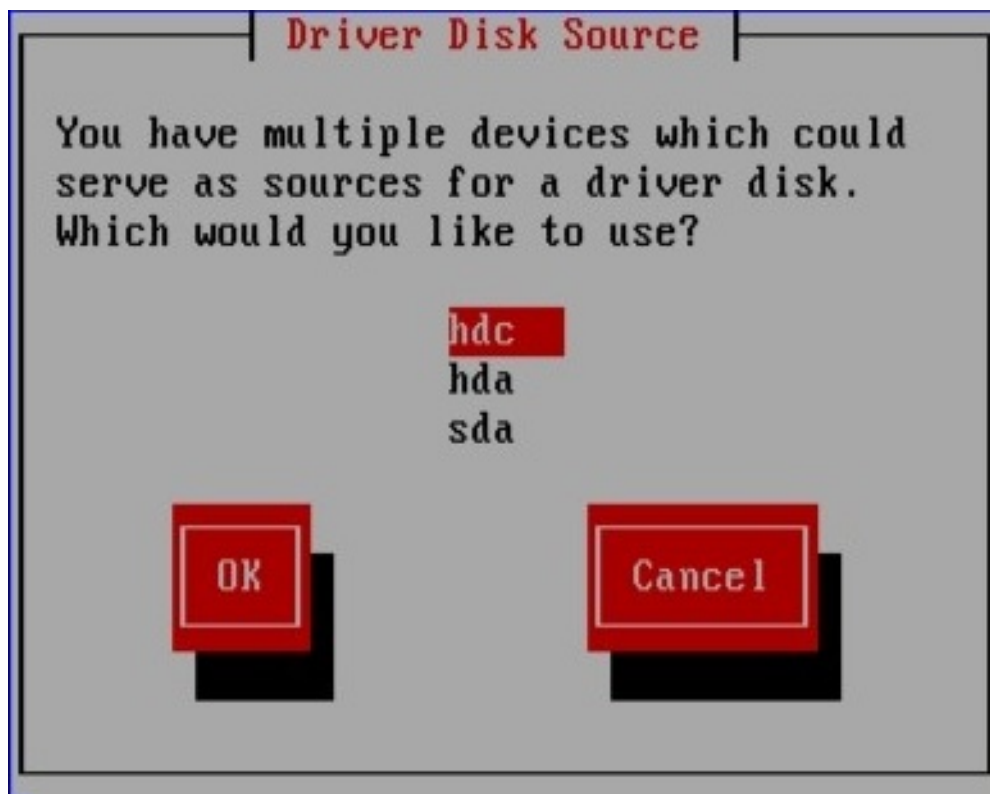 Driver Disk Source
You have multiple devices which could
serve as sources for a driver disk.
Which would you like to use?
hdc
hda
sda
OK Cancel